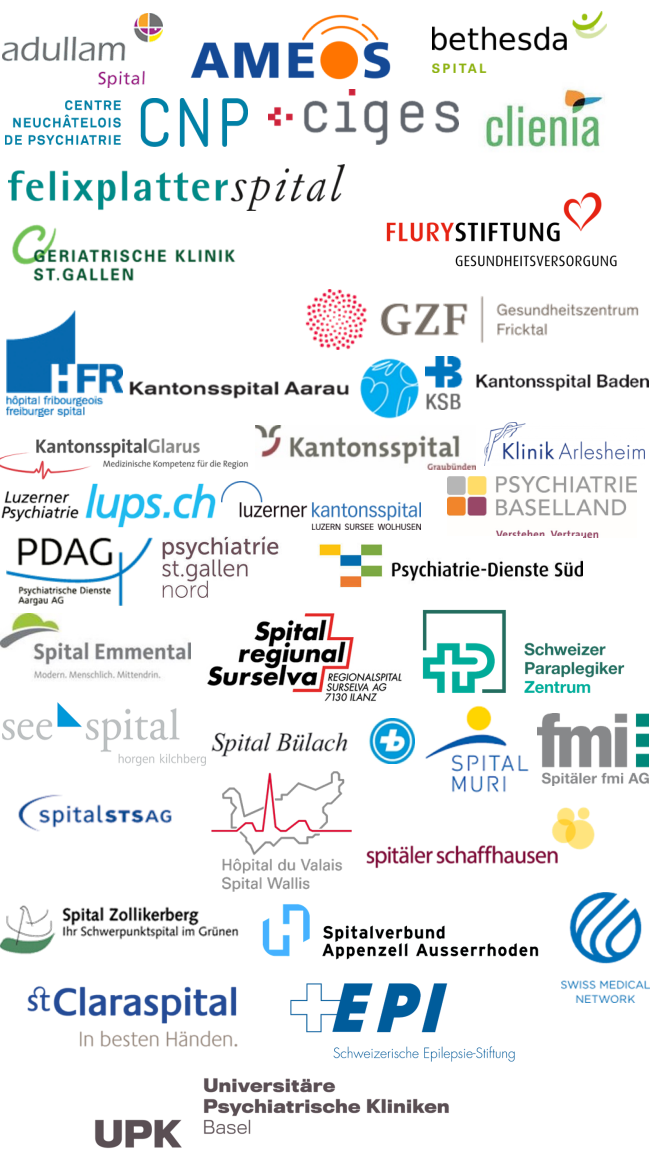 adullam
Spital
AMEOS
bethesda
SPITAL
CENTRE
NEUCHÂTELOIS
DE PSYCHIATRIE
CNP
ciges
clienia
felixplatterspital
GERIATRISCHE KLINIK
ST.GALLEN
FLURYSTIFTUNG
GESUNDHEITSVERSORGUNG
GZF
Gesundheitszentrum
Fricktal
HFR
hôpital fribourgeois
freiburger spital
Kantonsspital Aarau
KSB
Kantonsspital Baden
KantonsspitalGlarus
Medizinische Kompetenz für die Region
Kantonsspital
Graubünden
Klinik Arlesheim
Luzerner
Psychiatrie
lups.ch
luzerner kantonsspital
LUZERN SURSEE WOLHUSEN
PSYCHIATRIE
BASELLAND
Verstehen. Vertrauen
PDAG
Psychiatrische Dienste
Aargau AG
psychiatrie
st.gallen
nord
Psychiatrie-Dienste Süd
Spital Emmental
Modern. Menschlich. Mittendrin.
Spital
regiunal
Surselva
REGIONALSPITAL
SURSELVA AG
7130 ILANZ
Schweizer
Paraplegiker
Zentrum
see spital
horgen kilchberg
Spital Bülach
b
SPITAL
MURI
fmi
Spitäler fmi AG
spitalSTSAG
Hôpital du Valais
Spital Wallis
spitäler schaffhausen
Spital Zollikerberg
Ihr Schwerpunktspital im Grünen
Spitalverbund
Appenzell Ausserrhoden
SWISS MEDICAL
NETWORK
stClaraspital
In besten Händen.
EPI
Schweizerische Epilepsie-Stiftung
UPK
Universitäre
Psychiatrische Kliniken
Basel